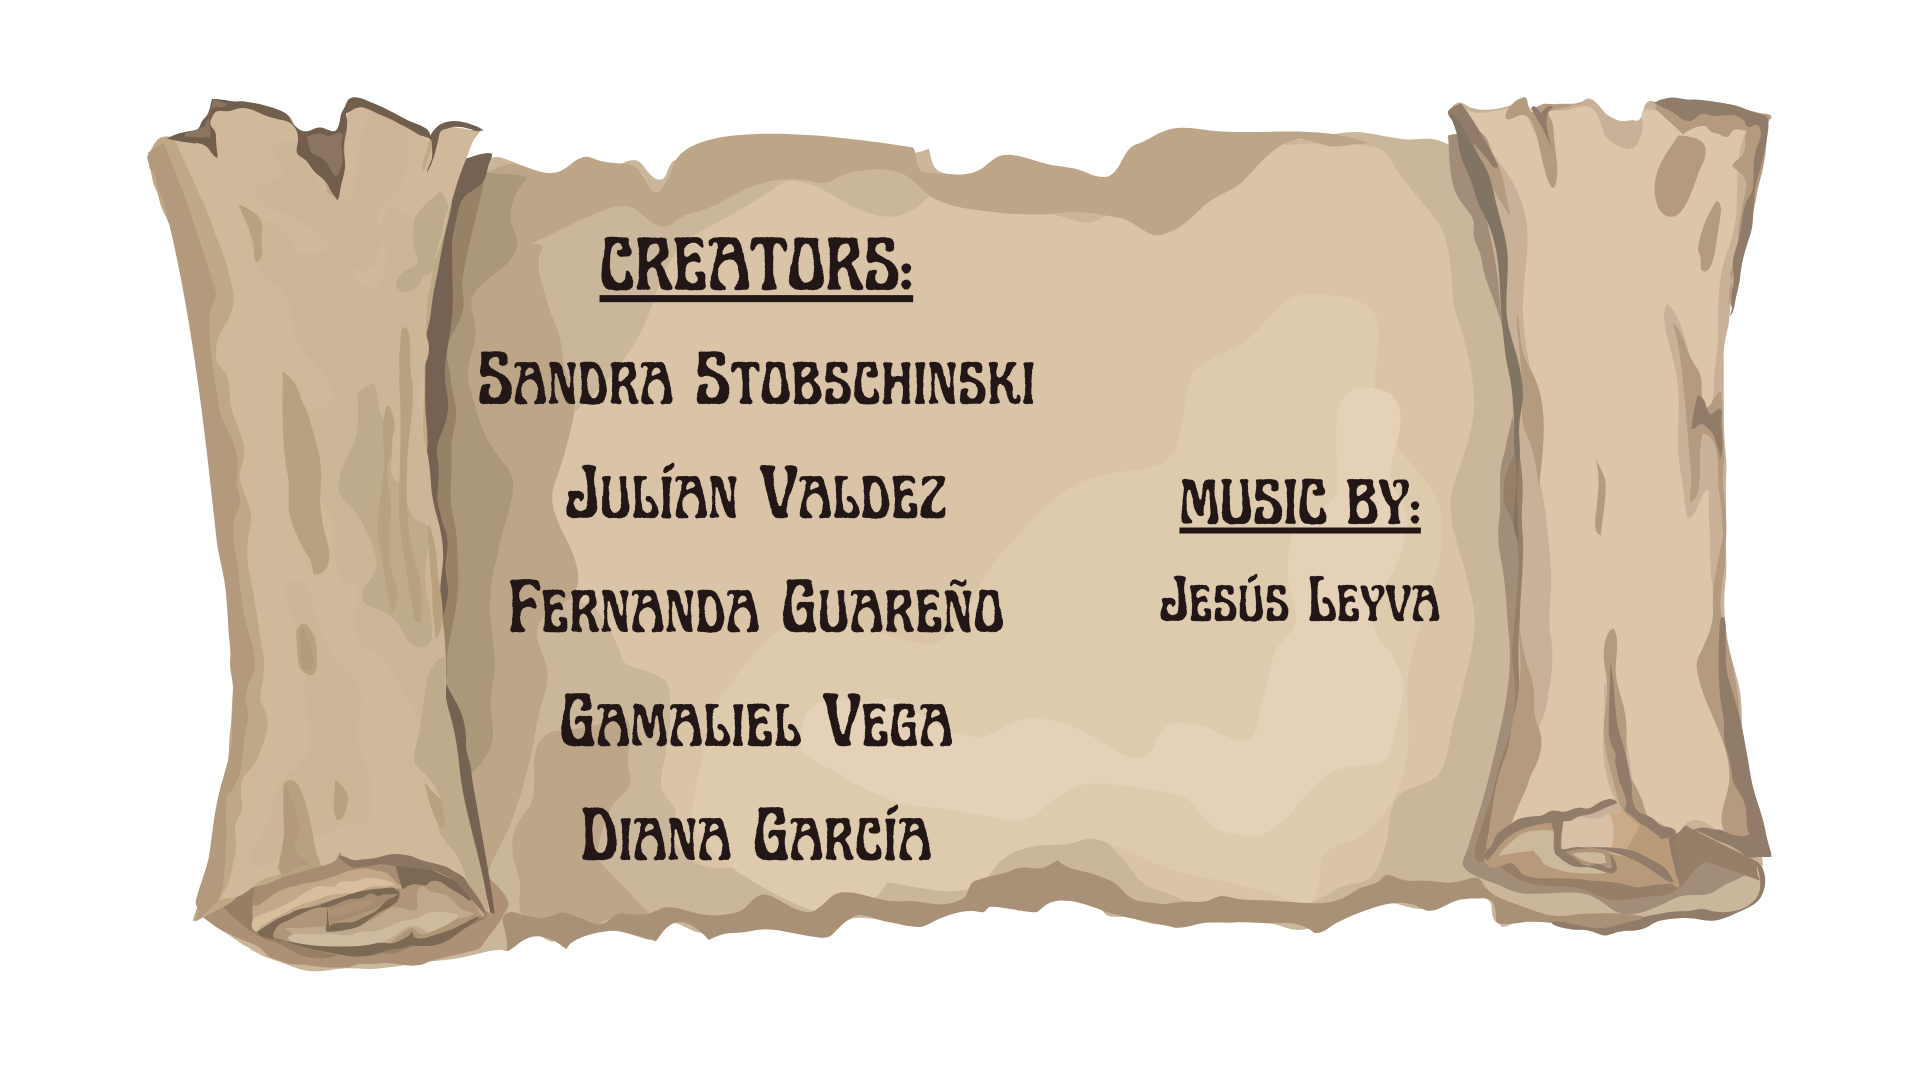 CREATORS:
Sandra Stobschinski
Julían Valdez
Fernanda Guareño
Gamaliel Vega
Diana García
MUSIC BY:
Jesús Leyva